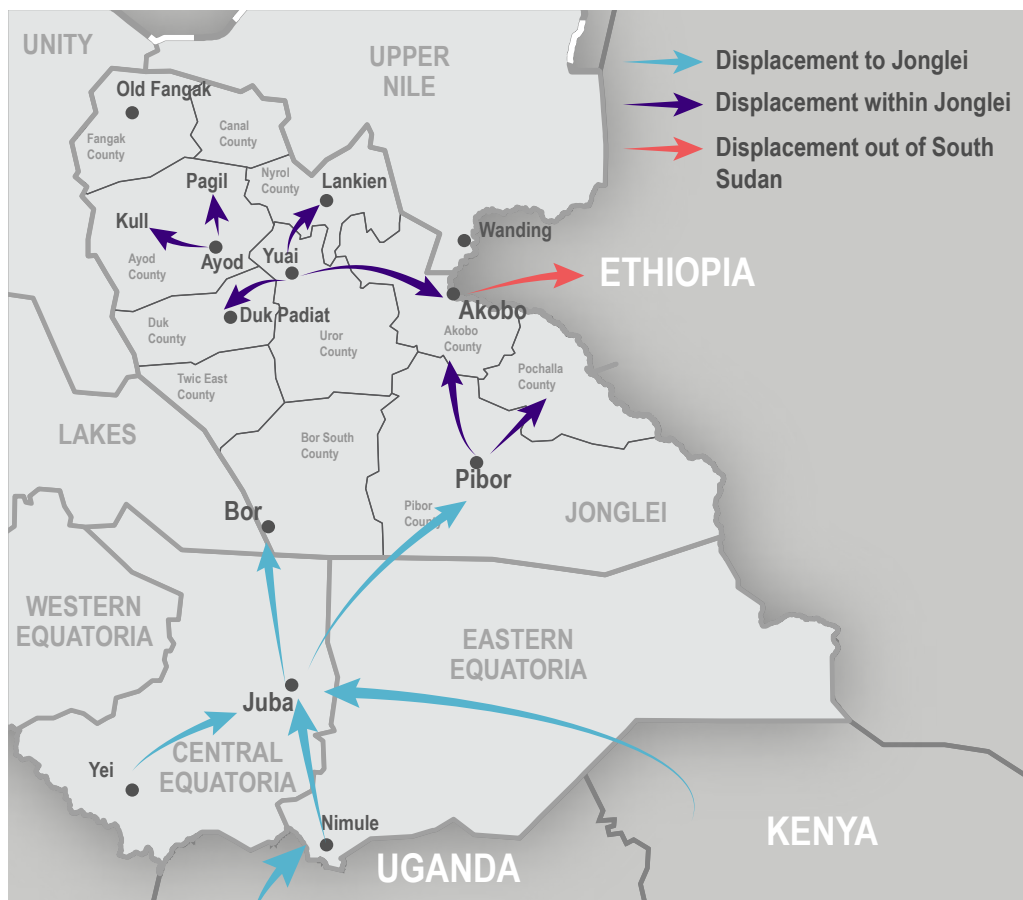 UNITY
UPPER
NILE
Displacement to Jonglei
Displacement within Jonglei
Displacement out of South
Sudan
Old Fangak
Fangak
County
Canal
County
Nyrol
County
Pagil
Lankien
Kull
Ayod
Ayod
County
Yuai
Wanding
ETHIOPIA
Akobo
Duk Padiat
Duk
County
Uror
County
Akobo
County
Pochalla
County
Twic East
County
LAKES
Bor South
County
Pibor
Pibor
County
JONGLEI
Bor
WESTERN
EQUATORIA
EASTERN
EQUATORIA
Juba
CENTRAL
EQUATORIA
Yei
Nimule
UGANDA
KENYA